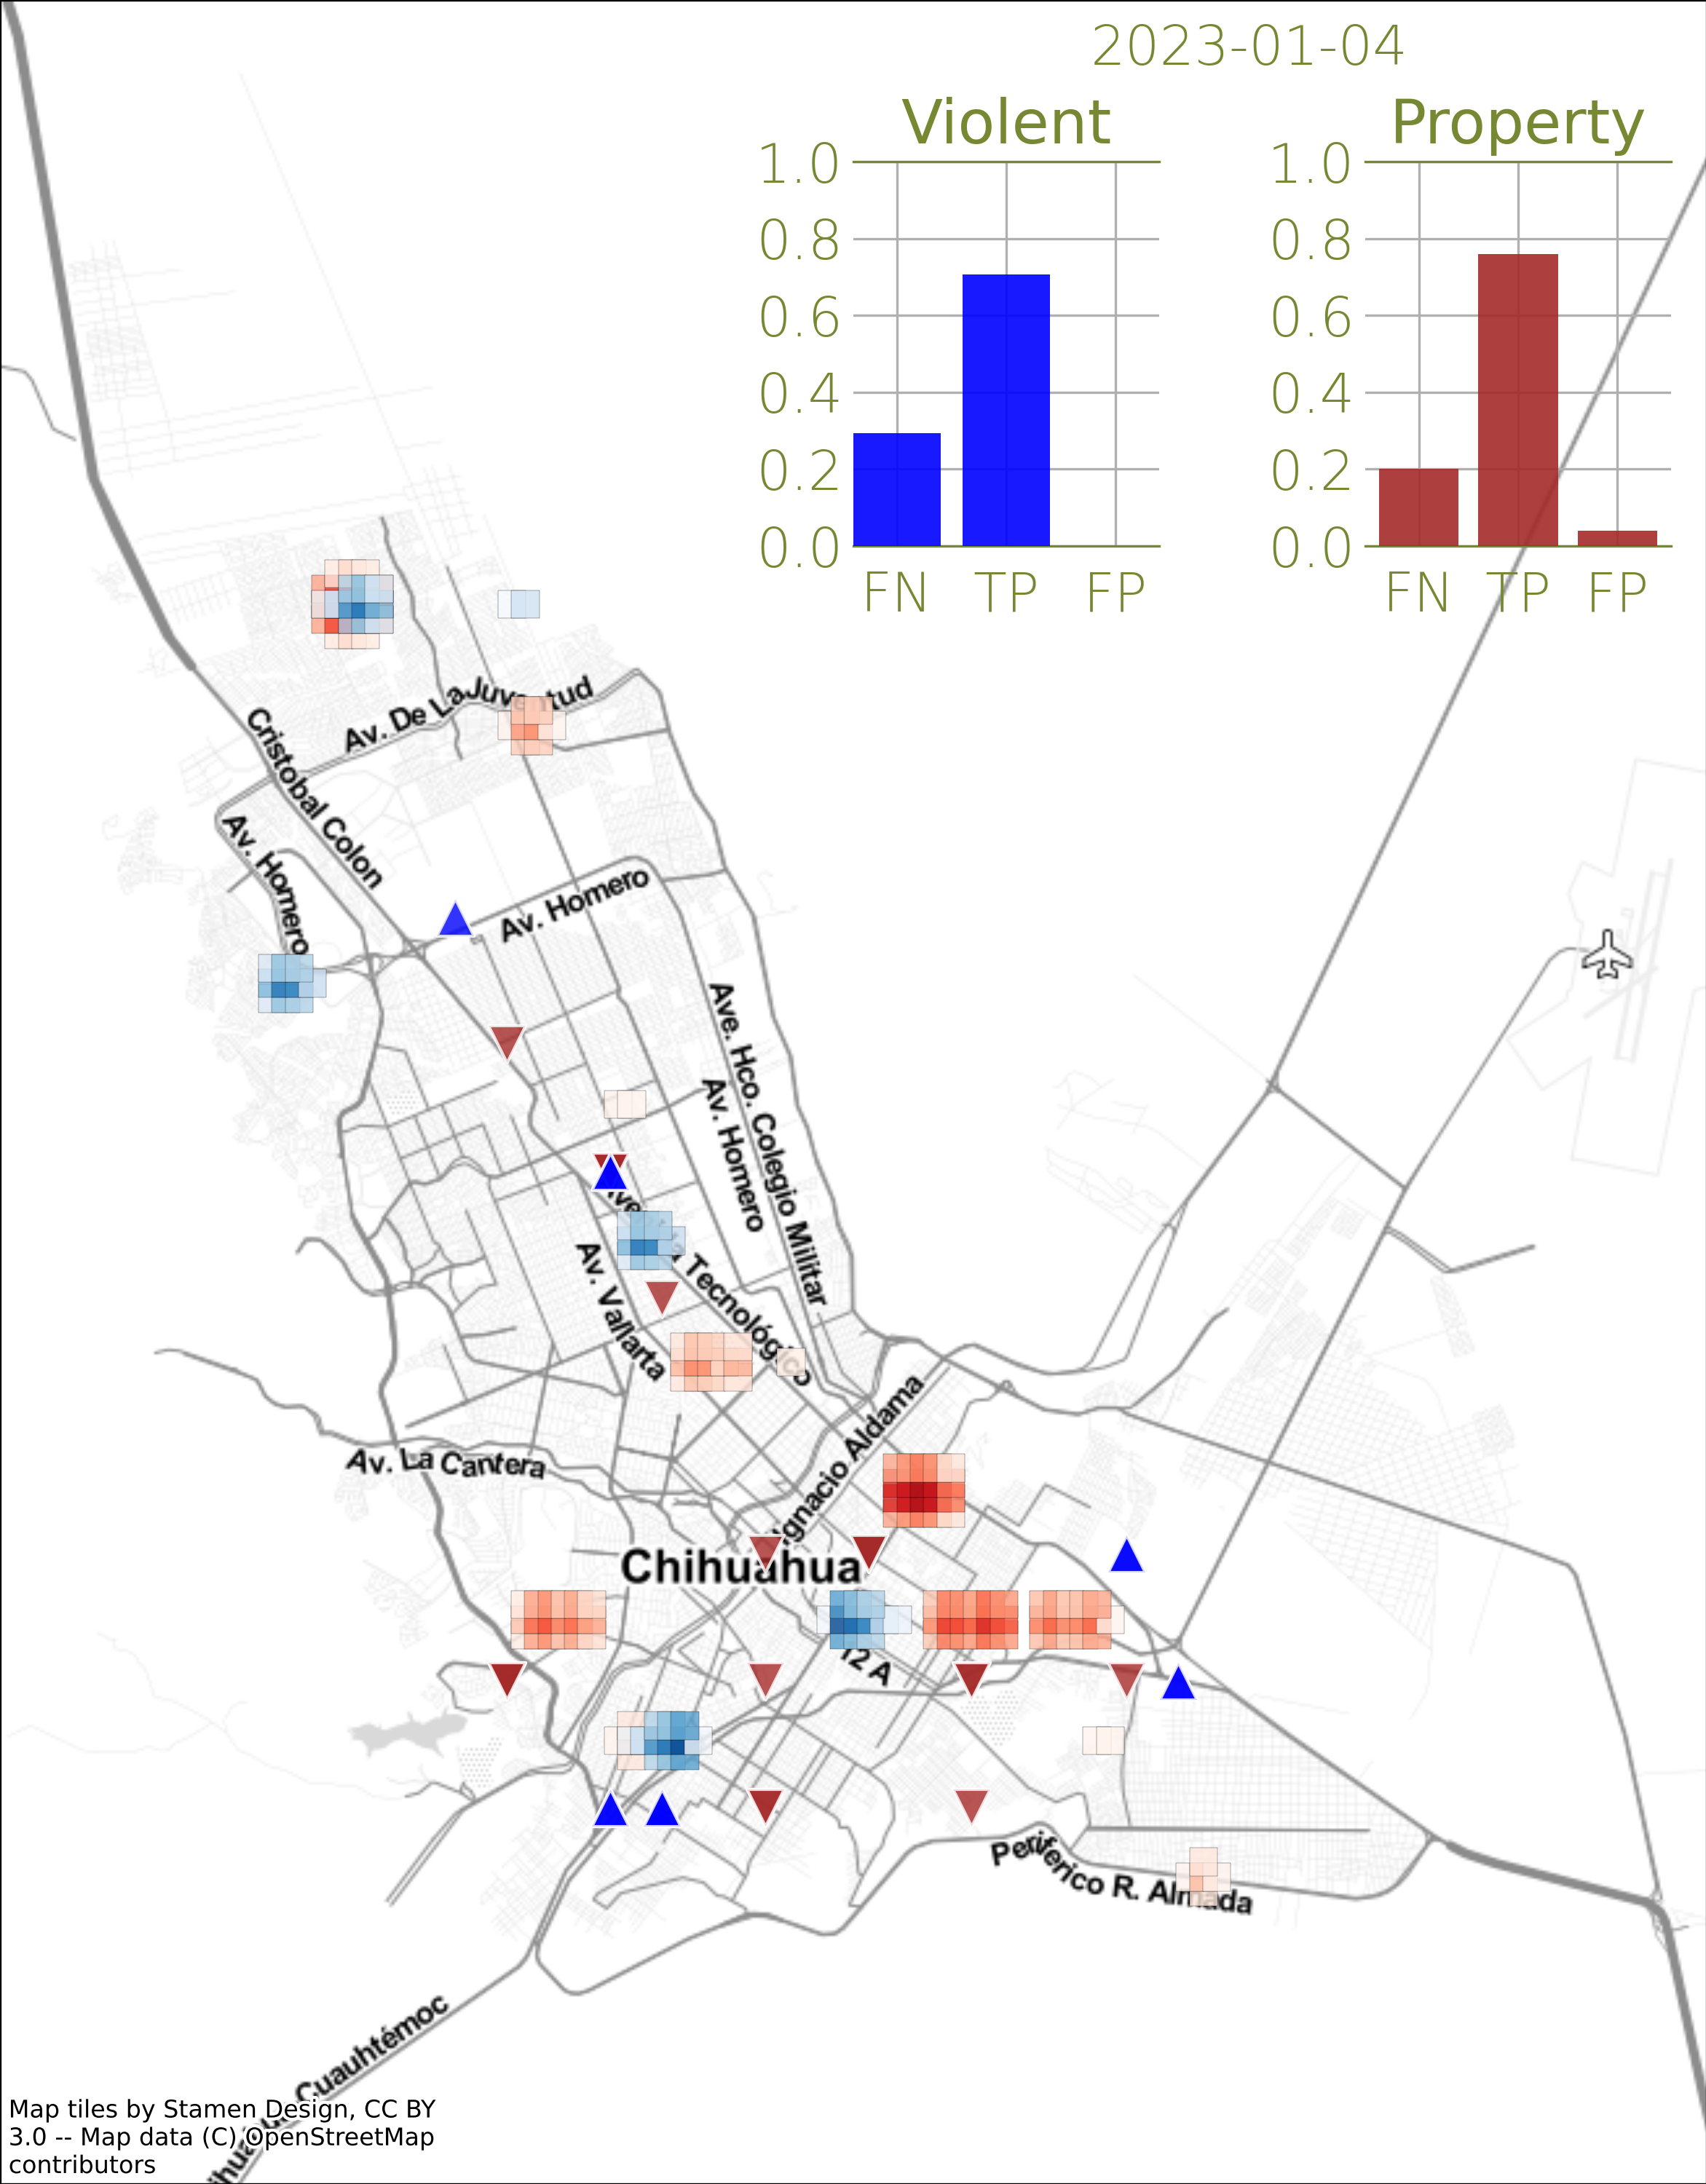 2023-01-04
Violent
Property
1.0
0.8
0.6
0.4
0.2
0.0
FN TP FP
1.0
0.8
0.6
0.4
0.2
0.0
FN TP FP
Av. De La Juventud
Cristobal Colon
Av. Homero
Av. Homero
Ave. Hco. Colegio Militar
Av. Homero
Tecnológico
Av. Vallarta
Ignacio Aldama
Av. La Cantera
Chihuahua
12 A
Periferico R. Almada
Cuauhtémoc
Map tiles by Stamen Design, CC BY
3.0 -- Map data (C) OpenStreetMap
contributors